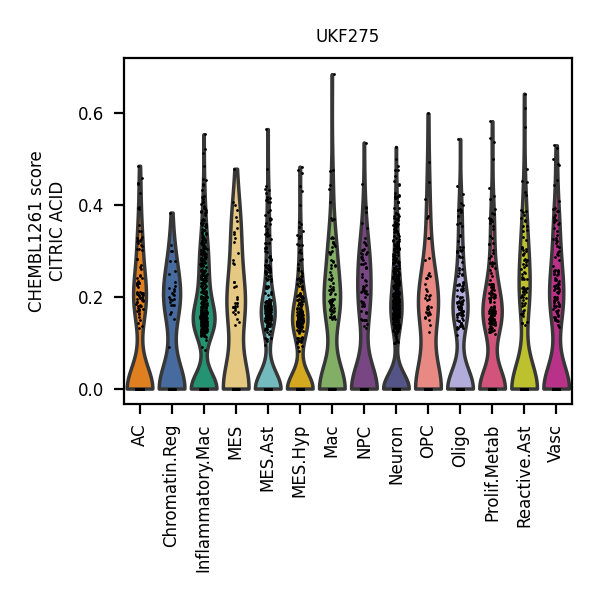 UKF275
CHEMBL1261 score
CITRIC ACID
0.6
0.4
0.2
0.0
AC
Chromatin.Reg
Inflammatory.Mac
MES
MES.Ast
MES.Hyp
Mac
NPC
Neuron
OPC
Oligo
Prolif.Metab
Reactive.Ast
Vasc